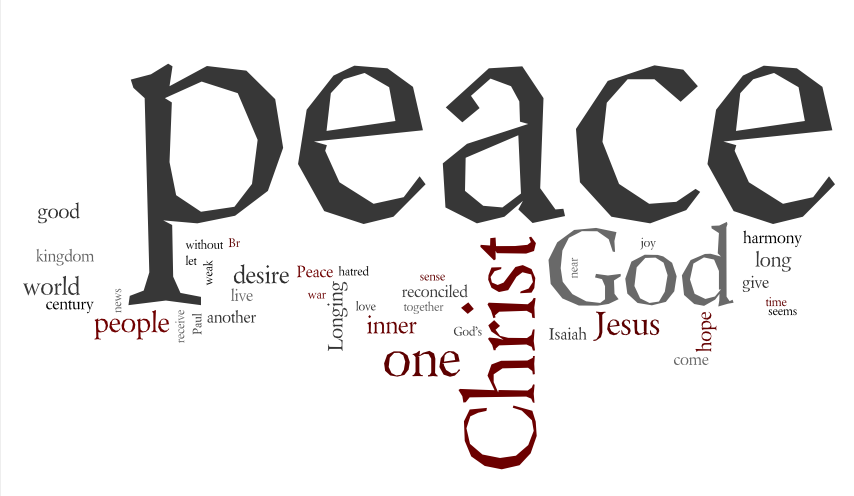 peace
good
kingdom
world
century
news
people
receive
Paul
another
without
Br
let
weak
desire
live
Peace
hatred
war
Longing
love
inner
sense
reconciled
together
God's
one
Christ
God
near
joy
Isaiah
Jesus
hope
come
harmony
long
give
time
seems